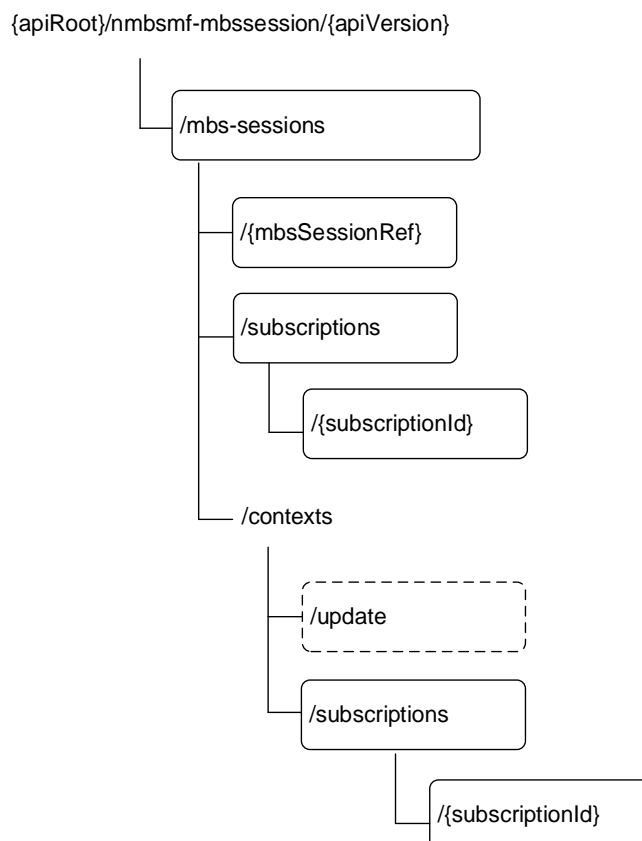 {apiRoot}/nmbsmf-mbssession/{apiVersion}
/mbs-sessions
/{mbsSessionRef}
/subscriptions
/{subscriptionId}
/contexts
/update
/subscriptions
/{subscriptionId}